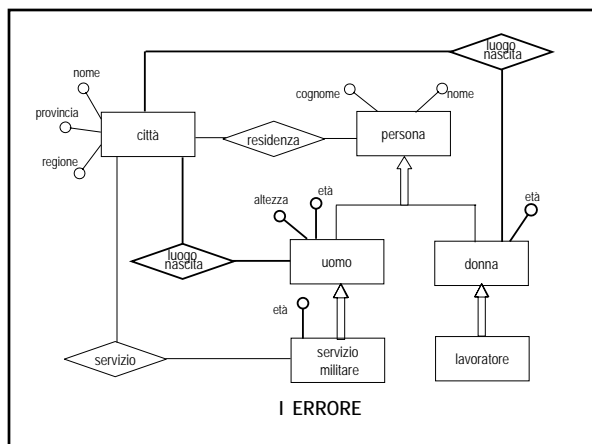 luogo
nascita
nome
cognome
nome
provincia
città
residenza
persona
regione
età
altezza
età
luogo
nascita
uomo
donna
età
servizio
servizio
militare
lavoratore
I ERRORE